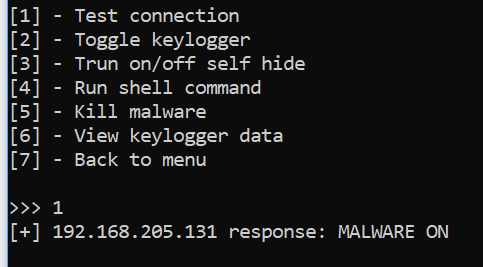 [1] - Test connection
[2] - Toggle keylogger
[3] - Trun on/off self hide
[4] - Run shell command
[5] - Kill malware
[6] - View keylogger data
[7] - Back to menu
>>> 1
[+] 192.168.205.131 response: MALWARE ON